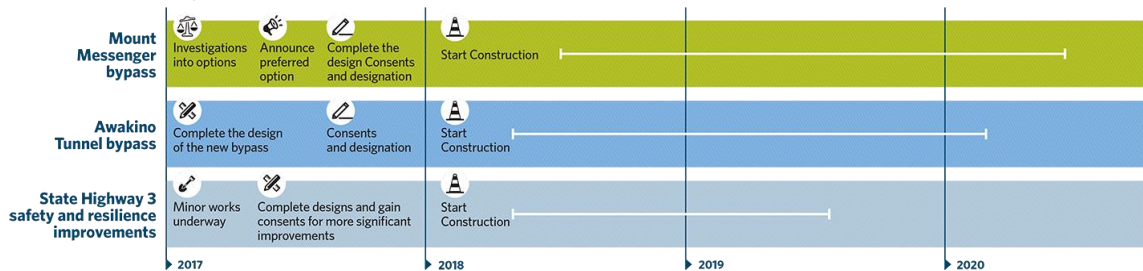 Mount
Messenger
bypass
Investigations
into options
Announce
preferred
option
Complete the
design Consents
and designation
Start Construction
Awakino
Tunnel bypass
Complete the design
of the new bypass
Consents
and designation
Start
Construction
State Highway 3
safety and resilience
improvements
Minor works
underway
Complete designs and gain
consents for more significant
improvements
Start
Construction
2017
2018
2019
2020